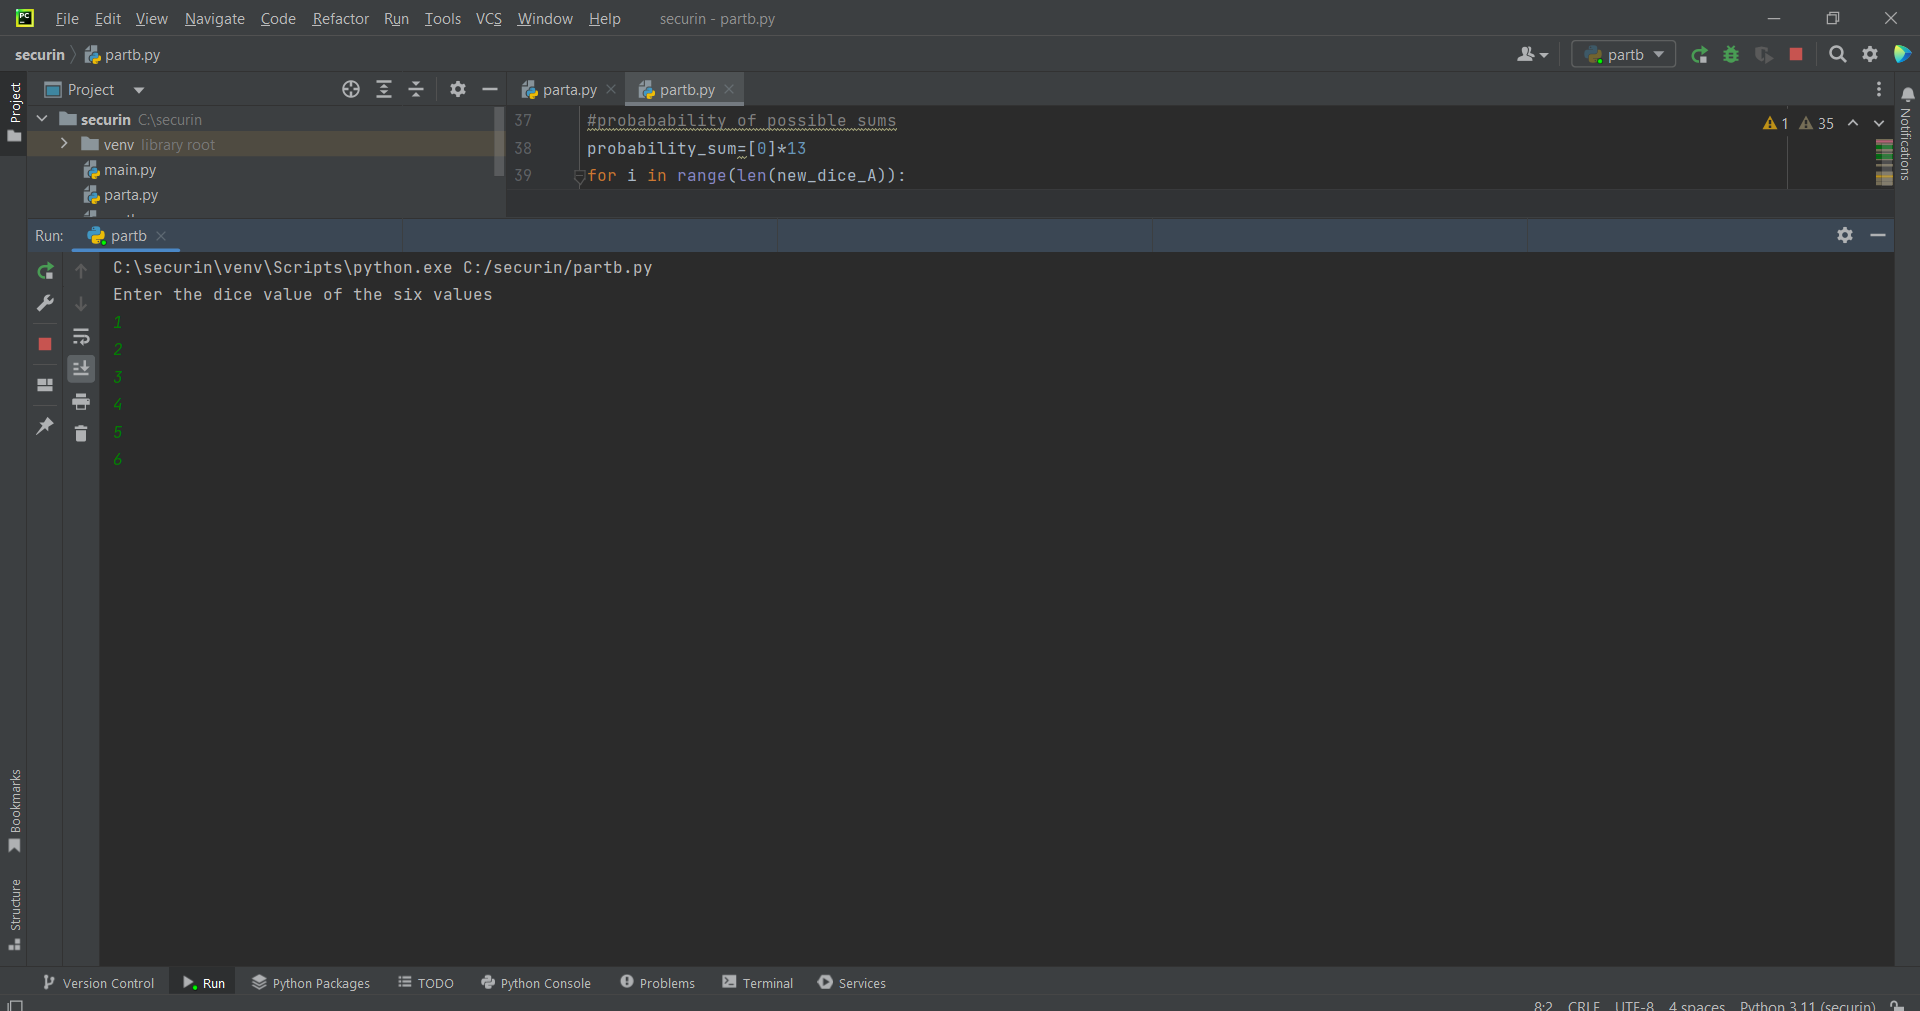 PC
File Edit View Navigate Code Refactor Run Tools VCS Window Help securin - partb.py
securin partb.py partb
Project
Project
parta.py
partb.py
Notifications
securin C:\securin
venv library root
main.py
parta.py
1 35
37 #probabability of possible sums
38 probability_sum=[0]*13
39 for i in range(len(new_dice_A)):
Run: partb
C:\securin\venv\Scripts\python.exe C:/securin/partb.py
Enter the dice value of the six values
1
2
3
4
5
6
Bookmarks
Structure
Version Control Run Python Packages TODO Python Console Problems Terminal Services
8:2 CRLF UTF-8 4 spaces Python 3.11 (securin)